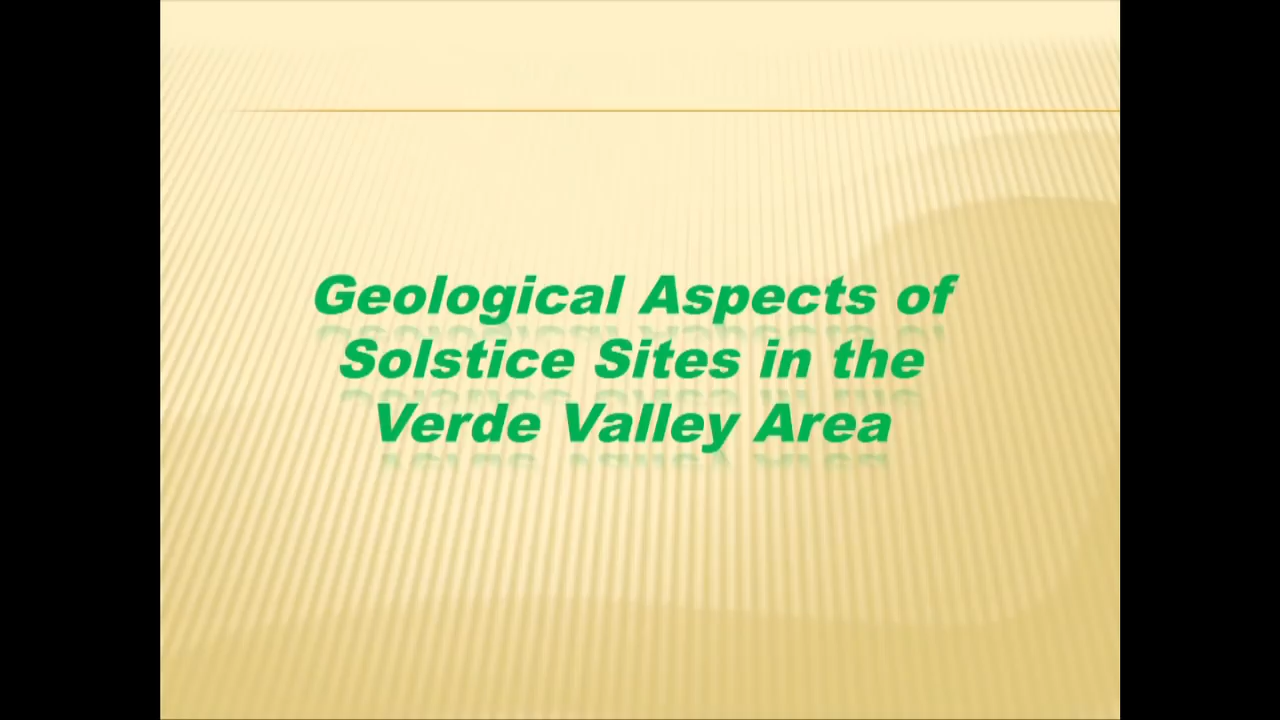 Geological Aspects of
Solstice Sites in the
Verde Valley Area